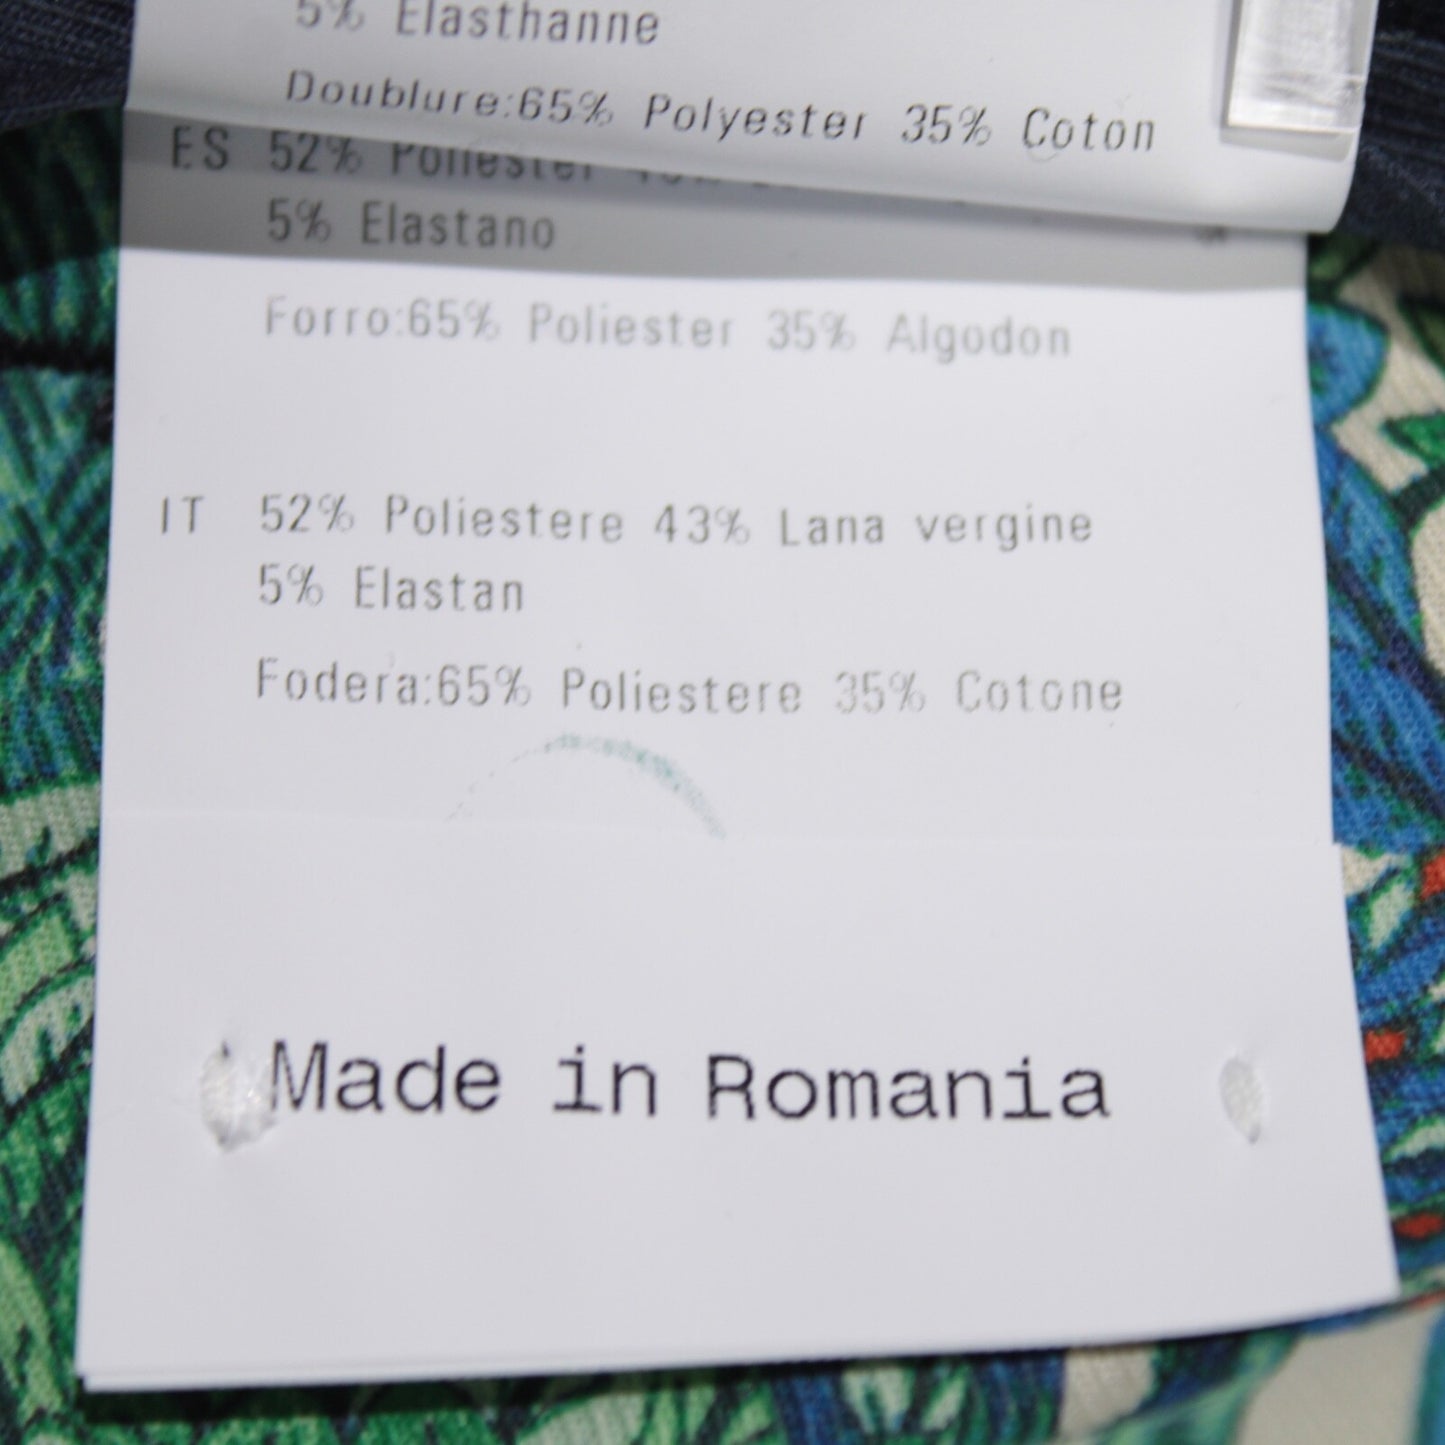 5% Elasthanne
Doublure:65% Polyester 35% Coton
ES 52% Poliester
5% Elastano
Forro:65% Poliester 35% Algodon
IT 52% Poliestere 43% Lana vergine
5% Elastan
Fodera:65% Poliestere 35% Cotone
Made in Romania